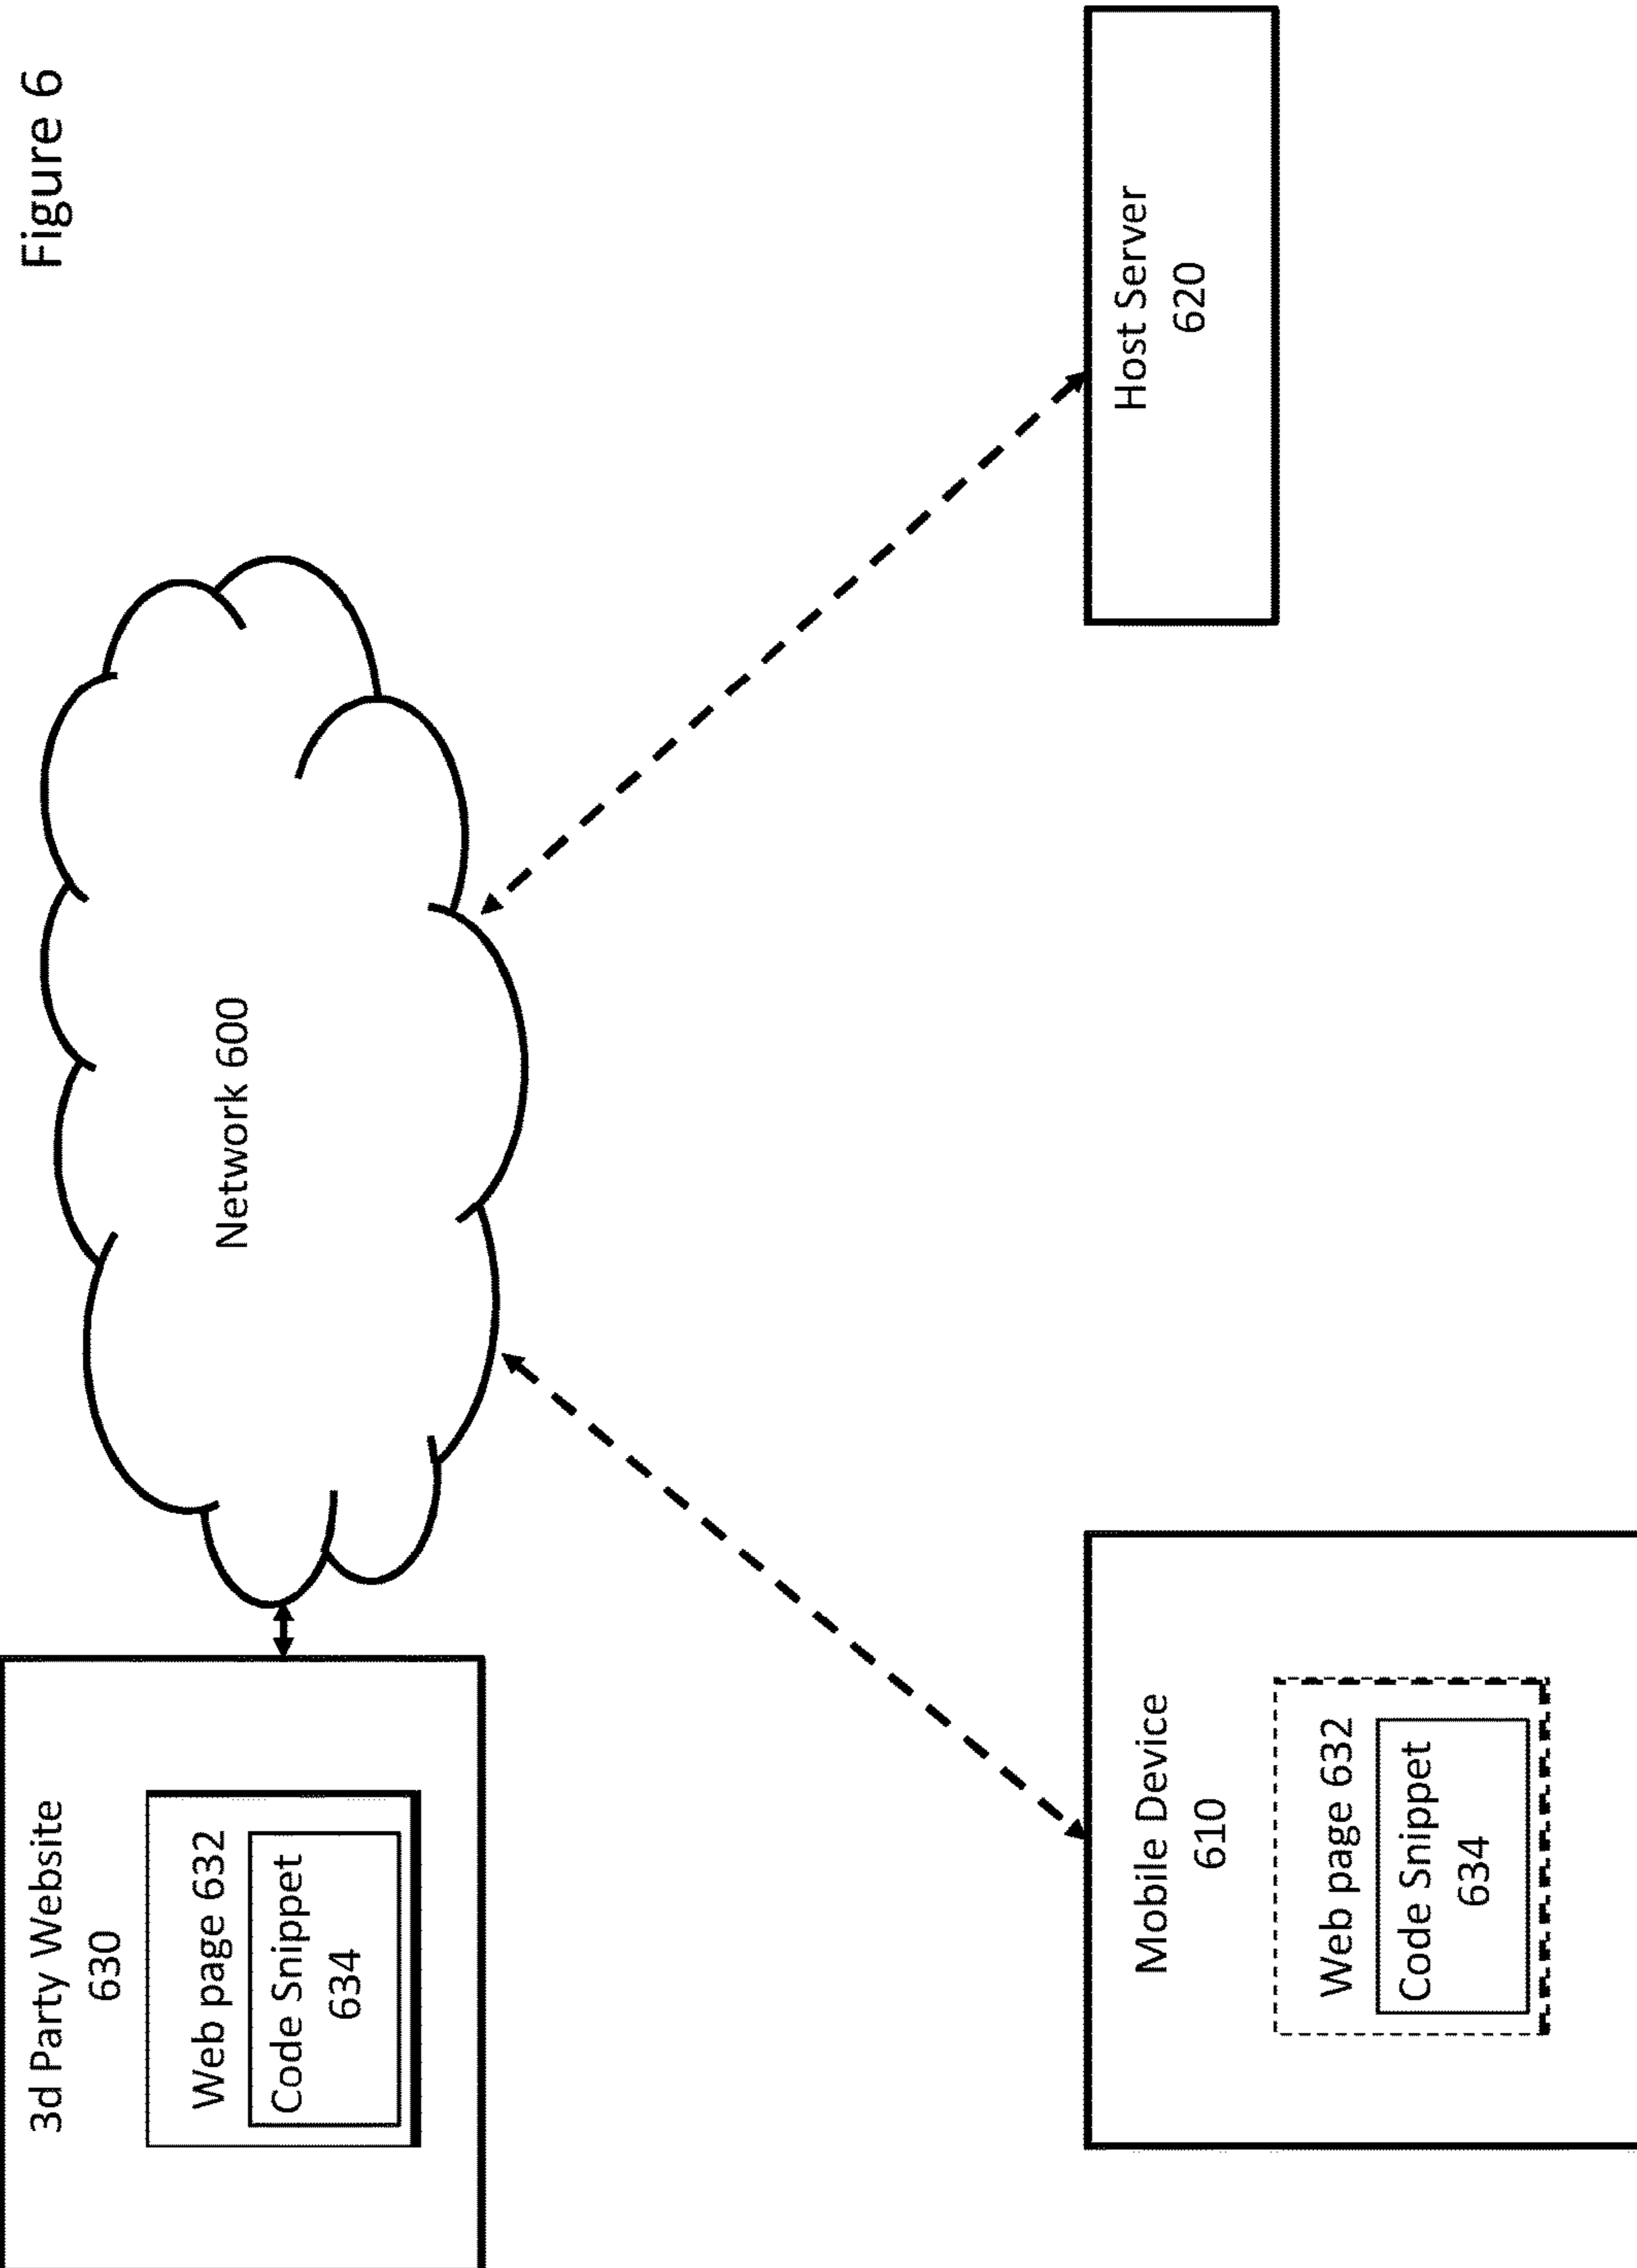 Figure 6
3d Party Website
630
Web page 632
Code Snippet
634
Network 600
Mobile Device
610
Web page 632
Code Snippet
634
Host Server
620